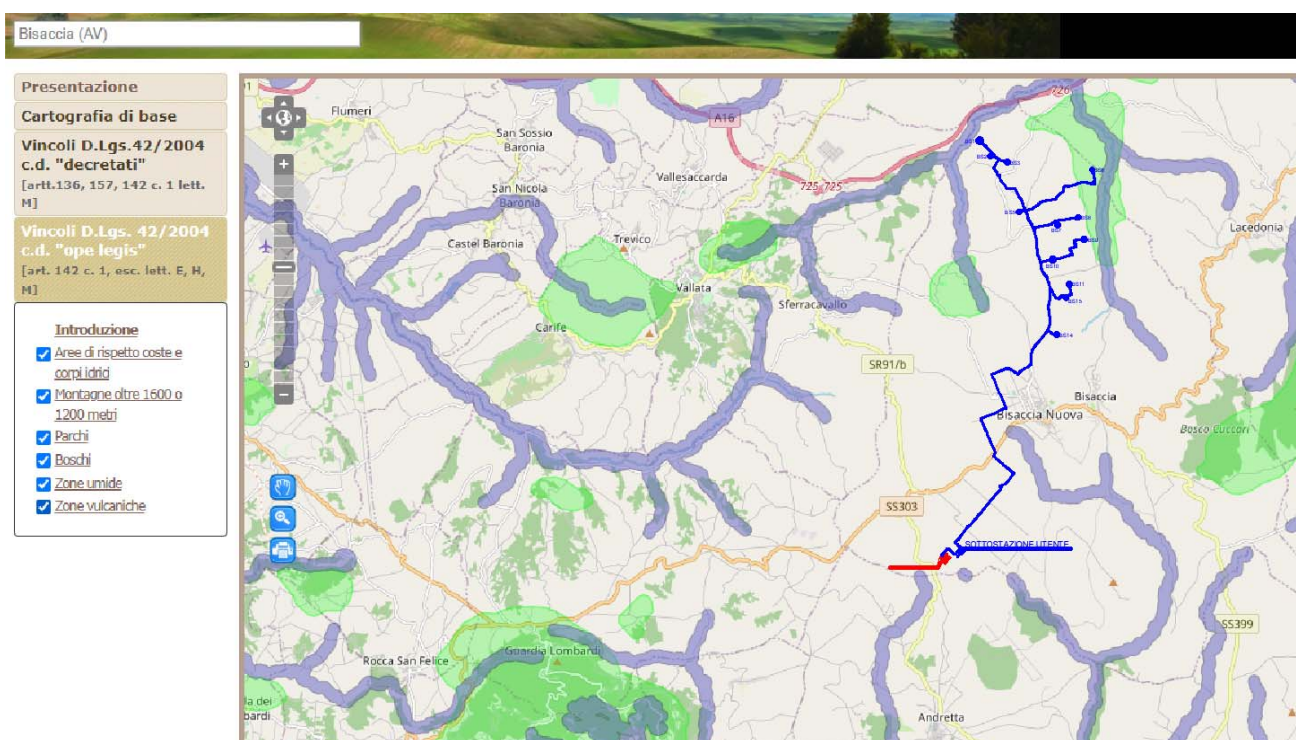 Bisaccia (AV)
Presentazione
Cartografia di base
Vincoli D.Lgs.42/2004
c.d. "decretati"
[artt.136, 157, 142 c. 1 lett.
M]
Vincoli D.Lgs. 42/2004
c.d. "ope legis"
[art. 142 c. 1, esc. lett. E, H,
M]
Introduzione
Aree di rispetto coste e
corpi idrici
Montagne oltre 1600 o
1200 metri
Parchi
Boschi
Zone umide
Zone vulcaniche
Flumeri
A16
726
San Sossio
Baronia
Vallesaccarda
725;725
San Nicola
Baronia
Lacedonia
Castel Baronia
Trevico
Vallata
Sferracavallo
Carife
SR91/b
Bisaccia
Bisaccia Nuova
Bosco Cuccari
SS303
SOTTOSTAZIONE UTENTE
SS399
Rocca San Felice
Guardia Lombardi
Andretta